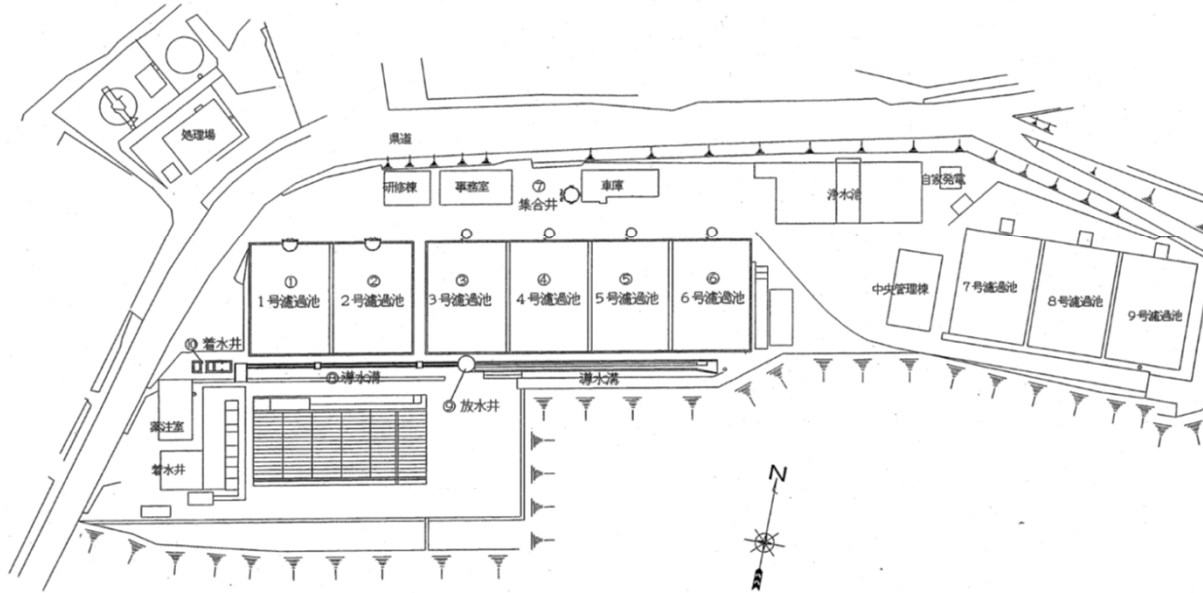 処理場
県道
研修棟
事務室
⑦
集合井
車庫
浄水池
自家発電
①
1号濾過池
②
2号濾過池
③
3号濾過池
④
4号濾過池
⑤
5号濾過池
⑥
6号濾過池
中央管理棟
7号濾過池
8号濾過池
9号濾過池
⑩ 着水井
⑧ 導水溝
導水溝
⑨ 放水井
薬注室
着水井
N